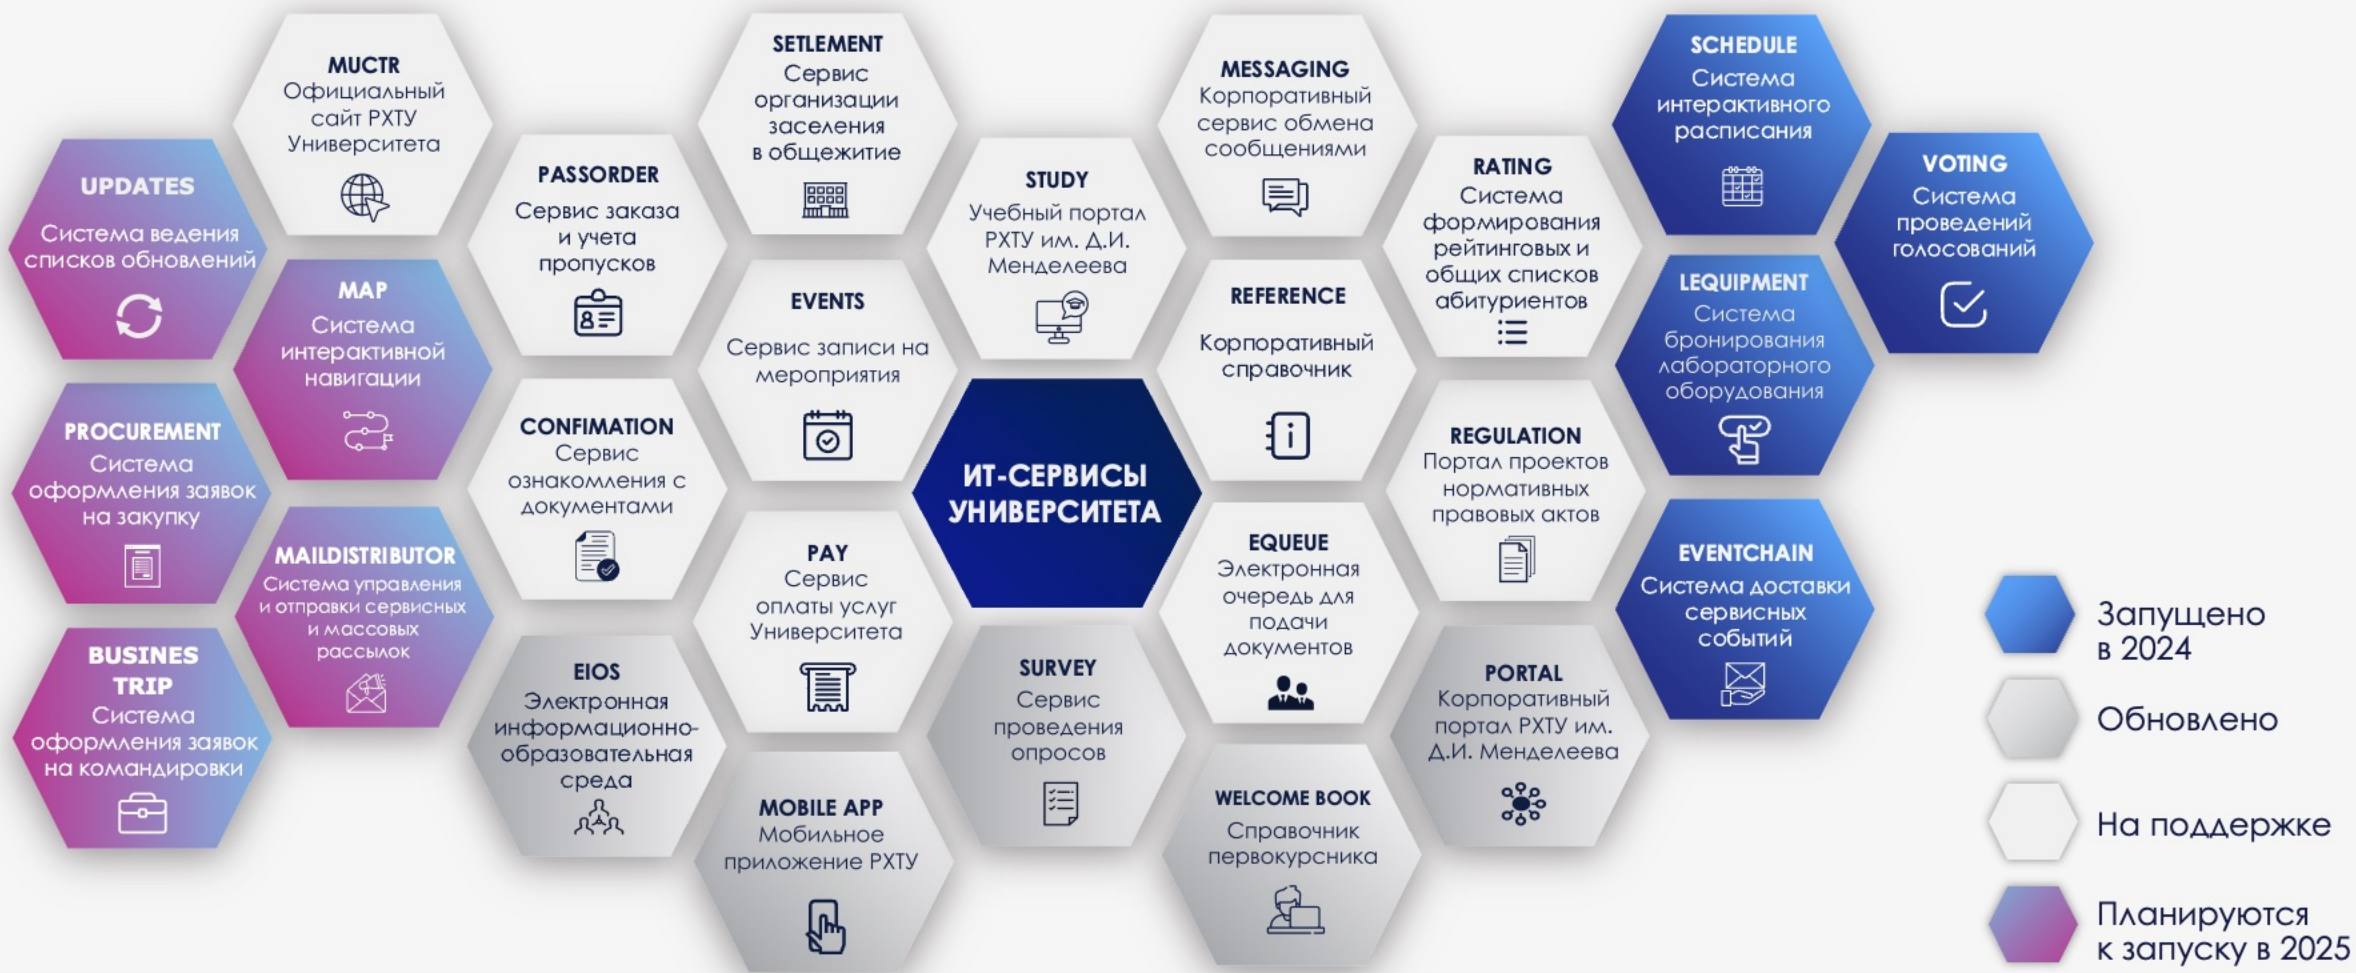 MUCTR
Официальный
сайт РХТУ
Университета
SETLEMENT
Сервис
организации
заселения
в общежитие
MESSAGING
Корпоративный
сервис обмена
сообщениями
SCHEDULE
Система
интерактивного
расписания
UPDATES
Система ведения
списков обновлений
PASSORDER
Сервис заказа
и учета
пропусков
STUDY
Учебный портал
РХТУ им. Д.И.
Менделеева
RATING
Система
формирования
рейтинговых и
общих списков
абитуриентов
VOTING
Система
проведений
голосований
MAP
Система
интерактивной
навигации
EVENTS
Сервис записи на
мероприятия
REFERENCE
Корпоративный
справочник
LEQUIPMENT
Система
бронирования
лабораторного
оборудования
PROCUREMENT
Система
оформления заявок
на закупку
CONFIMATION
Сервис
ознакомления с
документами
ИТ-СЕРВИСЫ
УНИВЕРСИТЕТА
REGULATION
Портал проектов
нормативных
правовых актов
MAILDISTRIBUTOR
Система управления
и отправки сервисных
и массовых
рассылок
PAY
Сервис
оплаты услуг
Университета
EQUEUE
Электронная
очередь для
подачи
документов
EVENTCHAIN
Система доставки
сервисных
событий
BUSINES
TRIP
Система
оформления заявок
на командировки
EIOS
Электронная
информационно-
образовательная
среда
SURVEY
Сервис
проведения
опросов
PORTAL
Корпоративный
портал РХТУ им.
Д.И. Менделеева
MOBILE APP
Мобильное
приложение РХТУ
WELCOME BOOK
Справочник
первокурсника
Запущено
в 2024
Обновлено
На поддержке
Планируются
к запуску в 2025